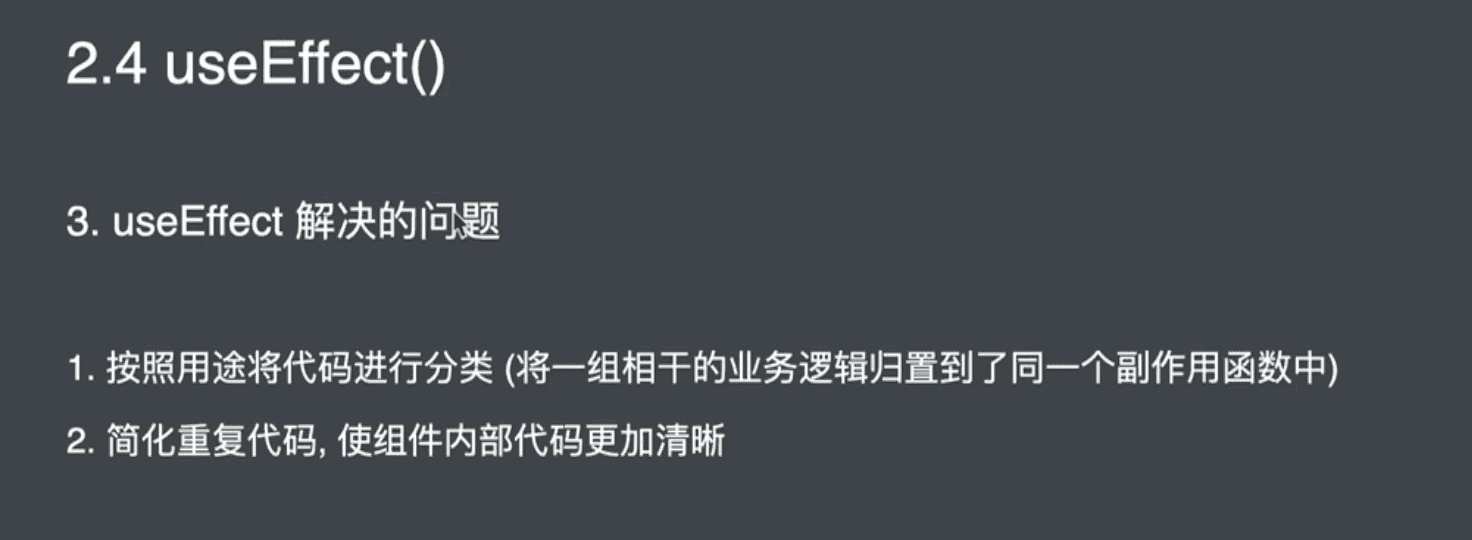 2.4 useEffect()
3. useEffect 解决的问题
1. 按照用途将代码进行分类 (将一组相干的业务逻辑归置到了同一个副作用函数中)
2. 简化重复代码, 使组件内部代码更加清晰